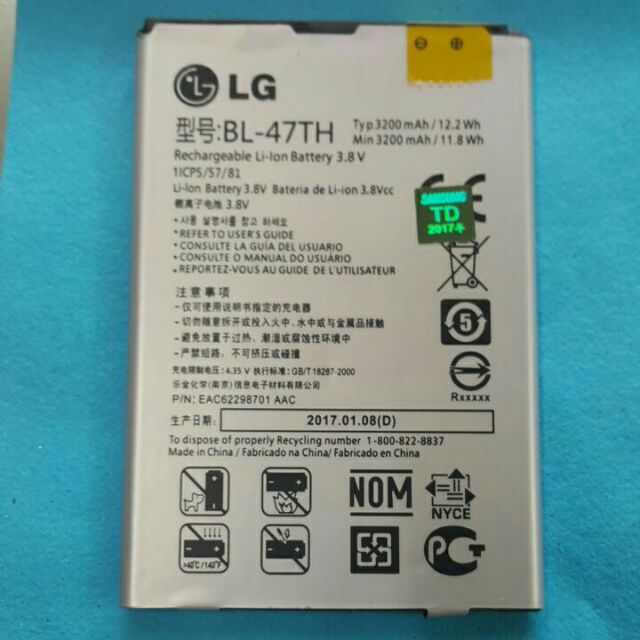 ⊖ ⊕
LG
型号:BL-47TH
Typ 3200 mAh / 12.2 Wh
Min 3200 mAh / 11.8 Wh
Rechargeable Li-Ion Battery 3.8 V
1ICP5/57/81
Li-Ion Battery 3.8V Bateria de Li-ion 3.8Vcc
锂离子电池 3.8V
• 사용 설명서를 참고 하세요
• REFER TO USER'S GUIDE
• CONSULTE LA GUÍA DEL USUARIO
• CONSULTE O MANUAL DO USUÁRIO
• REPORTEZ-VOUS AU GUIDE DE L'UTILISATEUR
CE
SAMSUNG
TD
2017年
注意事项
• 仅可试用说明书指定的充电器
• 切勿随意拆开或投入火中、水中或与金属品接触
• 避免放置于过热、潮湿或腐蚀性环境中
• 严禁短路、不可挤压或碰撞
5
充电限制电压: 4.35 V 执行标准: GB/T 18287-2000
乐金化学(南京)信息电子材料有限公司
P/N: EAC62298701 AAC
Rxxxxx
生产日期: 2017.01.08(D)
To dispose of properly Recycling number 1-800-822-8837
Made in China / Fabricado na China / Fabricado en China
NOM
NYCE
>40°C/140°F
PCT